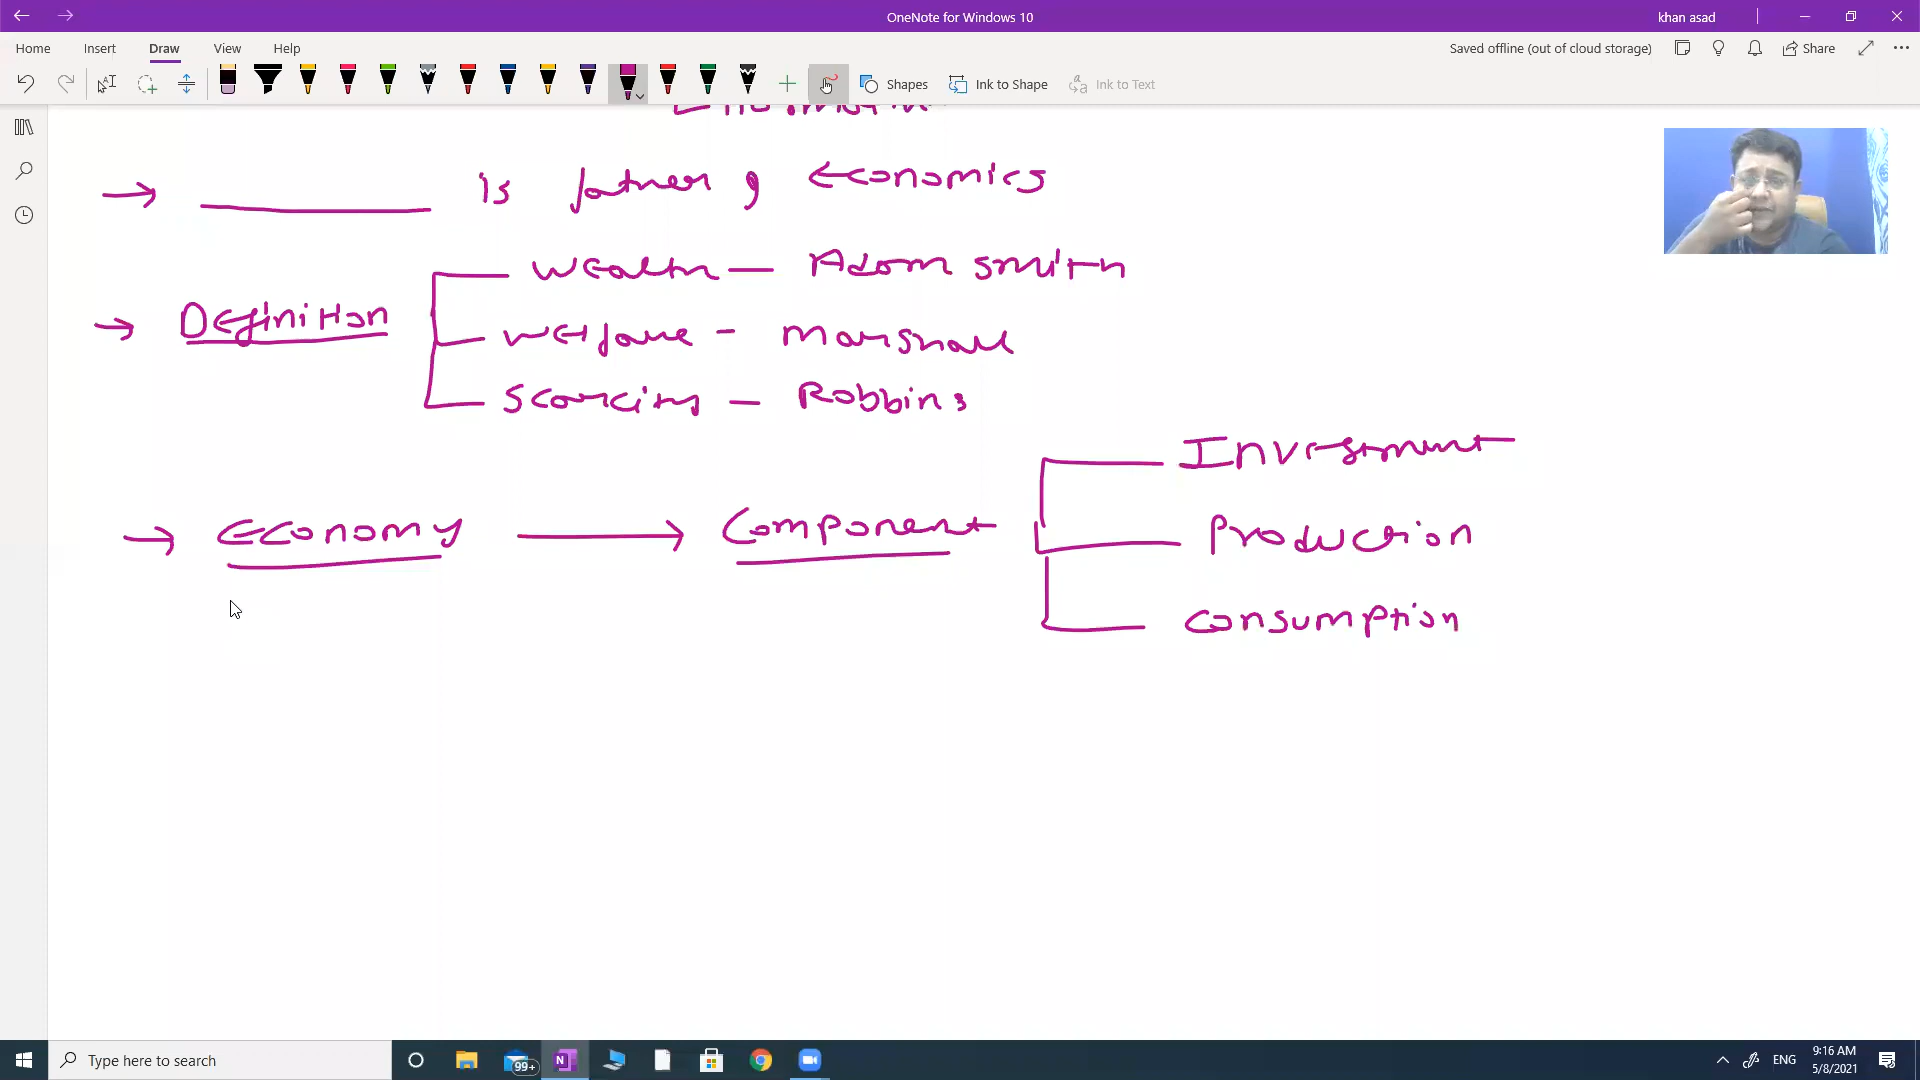 OneNote for Windows 10
khan asad
Home Insert Draw View Help
Saved offline (out of cloud storage) Share
Shapes Ink to Shape Ink to Text
is father of Economics
Wealth — Adam Smith
→ Definition
Welfare - Marshall
Scarcity — Robbins
Investment
→ Economy → Component
Production
Consumption
Type here to search
99+
ENG
9:16 AM
5/8/2021